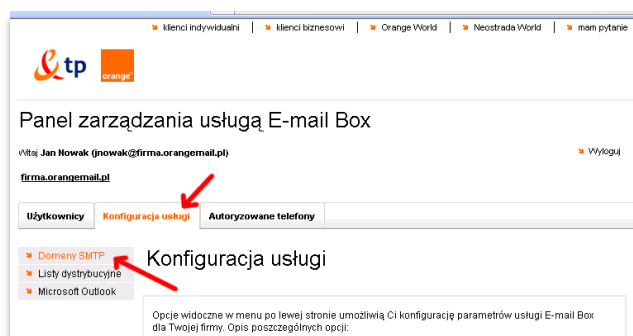 klienci indywidualni | klienci biznesowi | Orange World | Neostrada World | mam pytanie
tp orange™
Panel zarządzania usługą E-mail Box
Witaj Jan Nowak (jnowak@firma.orangemail.pl)
Wyloguj
firma.orangemail.pl
Użytkownicy Konfiguracja usługi Autoryzowane telefony
Domeny SMTP
Konfiguracja usługi
Listy dystrybucyjne
Microsoft Outlook
Opcje widoczne w menu po lewej stronie umożliwią Ci konfigurację parametrów usługi E-mail Box
dla Twojej firmy. Opis poszczególnych opcji: